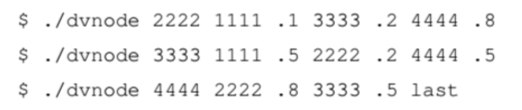 $ ./dvnode 2222 1111 .1 3333 .2 4444 .8
$ ./dvnode 3333 1111 .5 2222 .2 4444 .5
$ ./dvnode 4444 2222 .8 3333 .5 last